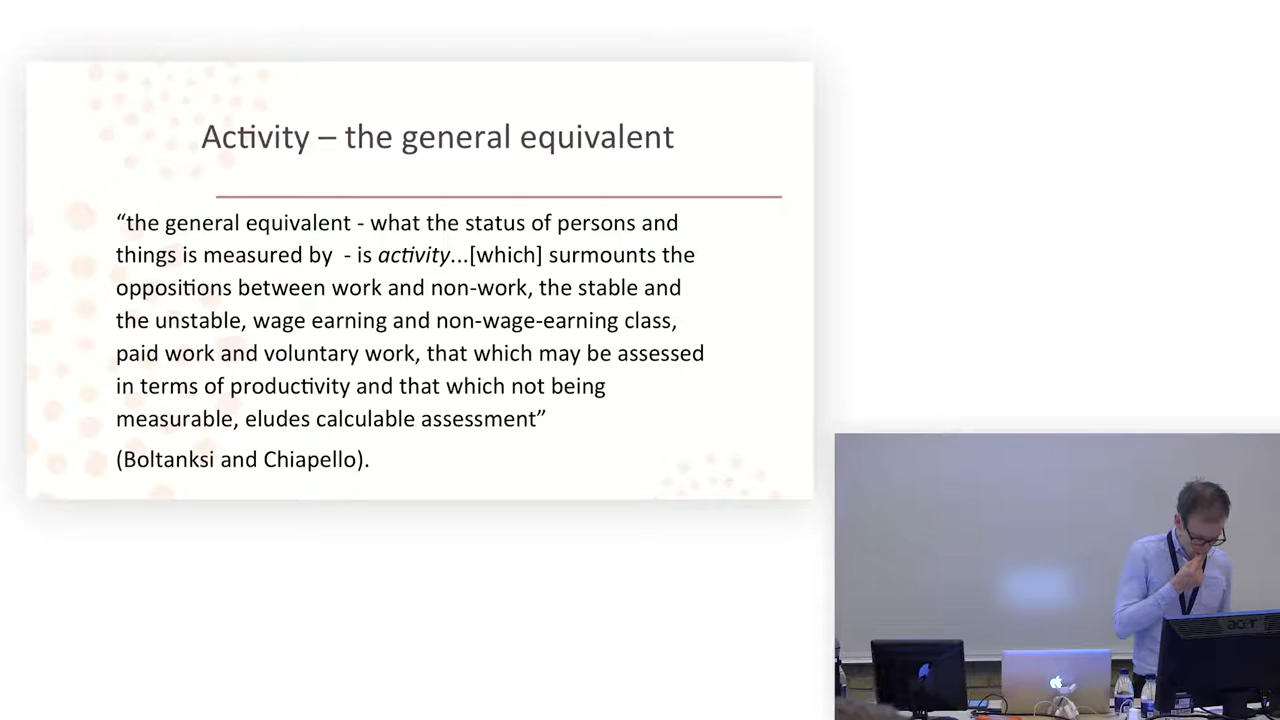 Activity – the general equivalent
“the general equivalent - what the status of persons and
things is measured by  - is activity...[which] surmounts the
oppositions between work and non-work, the stable and
the unstable, wage earning and non-wage-earning class,
paid work and voluntary work, that which may be assessed
in terms of productivity and that which not being
measurable, eludes calculable assessment”
(Boltanksi and Chiapello).
acer